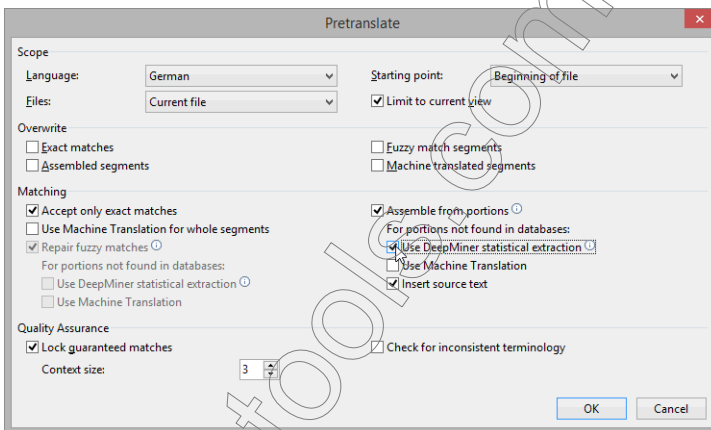 Pretranslate
Scope
Language: German Starting point: Beginning of file
Files: Current file Limit to current view
Overwrite
Exact matches Fuzzy match segments
Assembled segments Machine translated segments
Matching
Accept only exact matches Assemble from portions
Use Machine Translation for whole segments For portions not found in databases:
Repair fuzzy matches Use DeepMiner statistical extraction
For portions not found in databases: Use Machine Translation
Use DeepMiner statistical extraction Insert source text
Use Machine Translation
Quality Assurance
Lock guaranteed matches Check for inconsistent terminology
Context size: 3
OK Cancel
tools.com